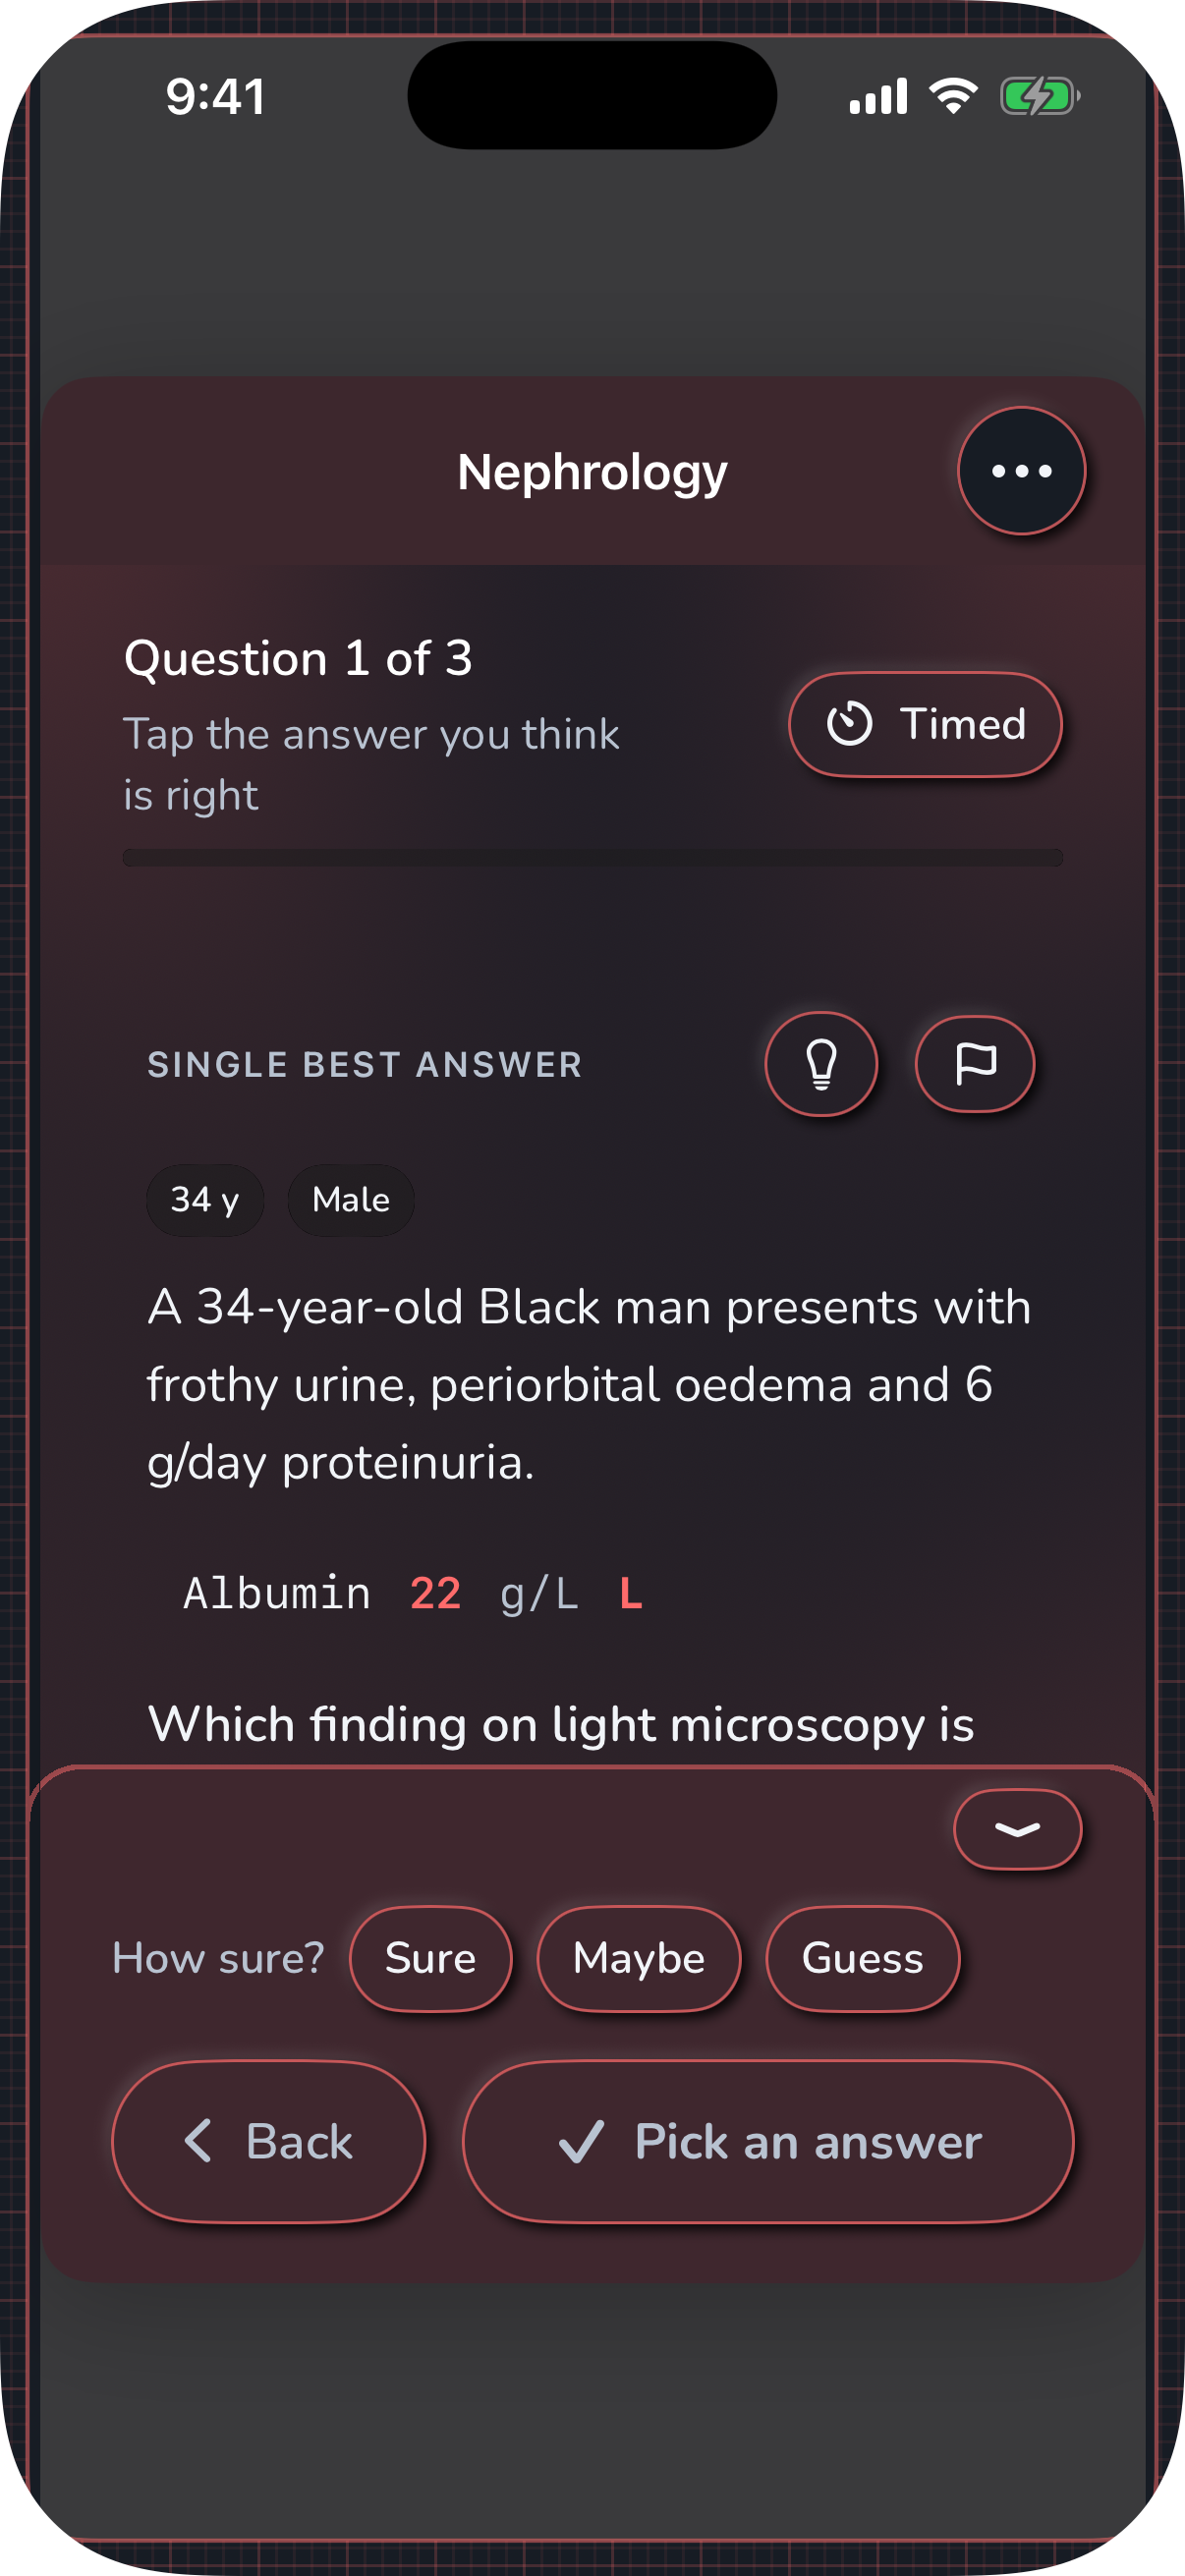 9:41
Nephrology
Question 1 of 3
Tap the answer you think
is right
Timed
SINGLE BEST ANSWER
34 y
Male
A 34-year-old Black man presents with
frothy urine, periorbital oedema and 6
g/day proteinuria.
Albumin 22 g/L L
Which finding on light microscopy is
How sure?
Sure
Maybe
Guess
Back
Pick an answer